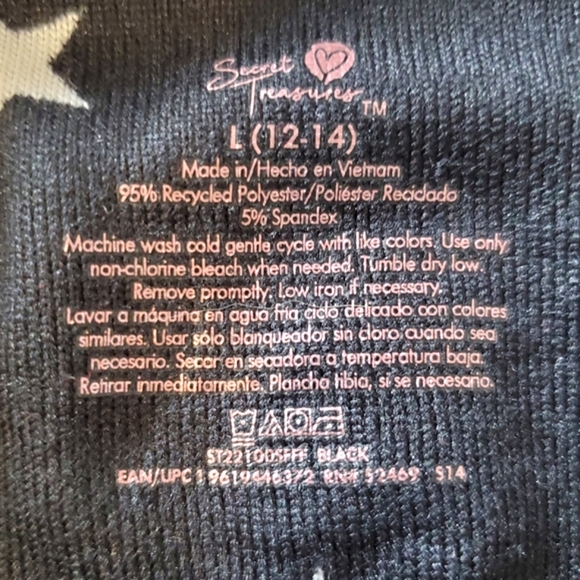 Secret
Treasures TM
L (12-14)
Made in/Hecho en Vietnam
95% Recycled Polyester/Poliéster Reciclado
5% Spandex
Machine wash cold gentle cycle with like colors. Use only
non-chlorine bleach when needed. Tumble dry low.
Remove promptly. Low iron if necessary.
Lavar a máquina en agua fria ciclo delicado con colores
similares. Usar sólo blanqueador sin cloro cuando sea
necesario. Secar en secadora a temperatura baja.
Retirar inmediatamente. Plancha tibia, si se necesario.
BLACK
EAN/UPC RN# 52469 S14